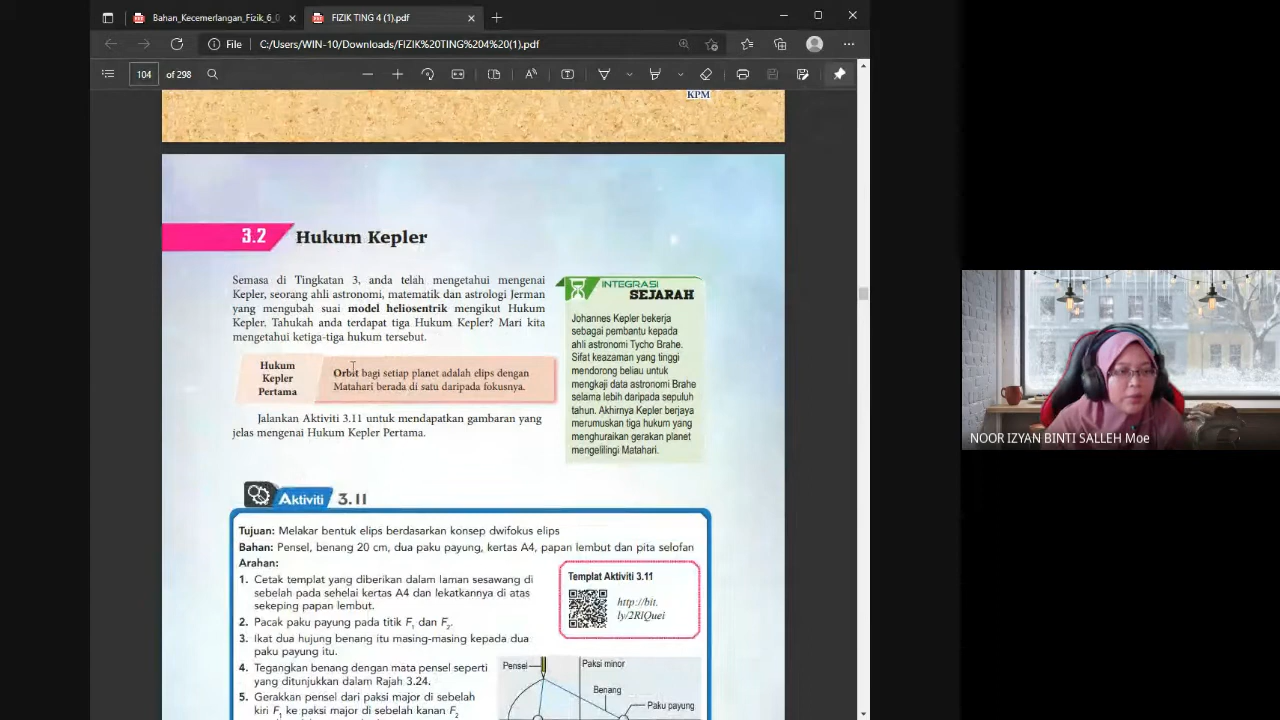 Bahan_Kecemerlangan_Fizik_6_0
FIZIK TING 4 (1).pdf
File
C:/Users/WIN-10/Downloads/FIZIK%20TING%204%20(1).pdf
104 of 298
KPM
3.2 Hukum Kepler
Semasa di Tingkatan 3, anda telah mengetahui mengenai
Kepler, seorang ahli astronomi, matematik dan astrologi Jerman
yang mengubah suai model heliosentrik mengikut Hukum
Kepler. Tahukah anda terdapat tiga Hukum Kepler? Mari kita
mengetahui ketiga-tiga hukum tersebut.
Hukum
Kepler
Pertama
Orbit bagi setiap planet adalah elips dengan
Matahari berada di satu daripada fokusnya.
Jalankan Aktiviti 3.11 untuk mendapatkan gambaran yang
jelas mengenai Hukum Kepler Pertama.
INTEGRASI
SEJARAH
Johannes Kepler bekerja
sebagai pembantu kepada
ahli astronomi Tycho Brahe.
Sifat keazaman yang tinggi
mendorong beliau untuk
mengkaji data astronomi Brahe
selama lebih daripada sepuluh
tahun. Akhirnya Kepler berjaya
merumuskan tiga hukum yang
menghuraikan gerakan planet
mengelilingi Matahari.
Aktiviti 3.11
Tujuan: Melakar bentuk elips berdasarkan konsep dwifokus elips
Bahan: Pensel, benang 20 cm, dua paku payung, kertas A4, papan lembut dan pita selofan
Arahan:
1. Cetak templat yang diberikan dalam laman sesawang di
sebelah pada sehelai kertas A4 dan lekatkannya di atas
sekeping papan lembut.
2. Pacak paku payung pada titik F1 dan F2.
3. Ikat dua hujung benang itu masing-masing kepada dua
paku payung itu.
4. Tegangkan benang dengan mata pensel seperti
yang ditunjukkan dalam Rajah 3.24.
5. Gerakkan pensel dari paksi major di sebelah
kiri F1 ke paksi major di sebelah kanan F2
Templat Aktiviti 3.11
http://bit.
ly/2RlQuei
Pensel
Paksi minor
Benang
Paku payung
NOOR IZYAN BINTI SALLEH Moe